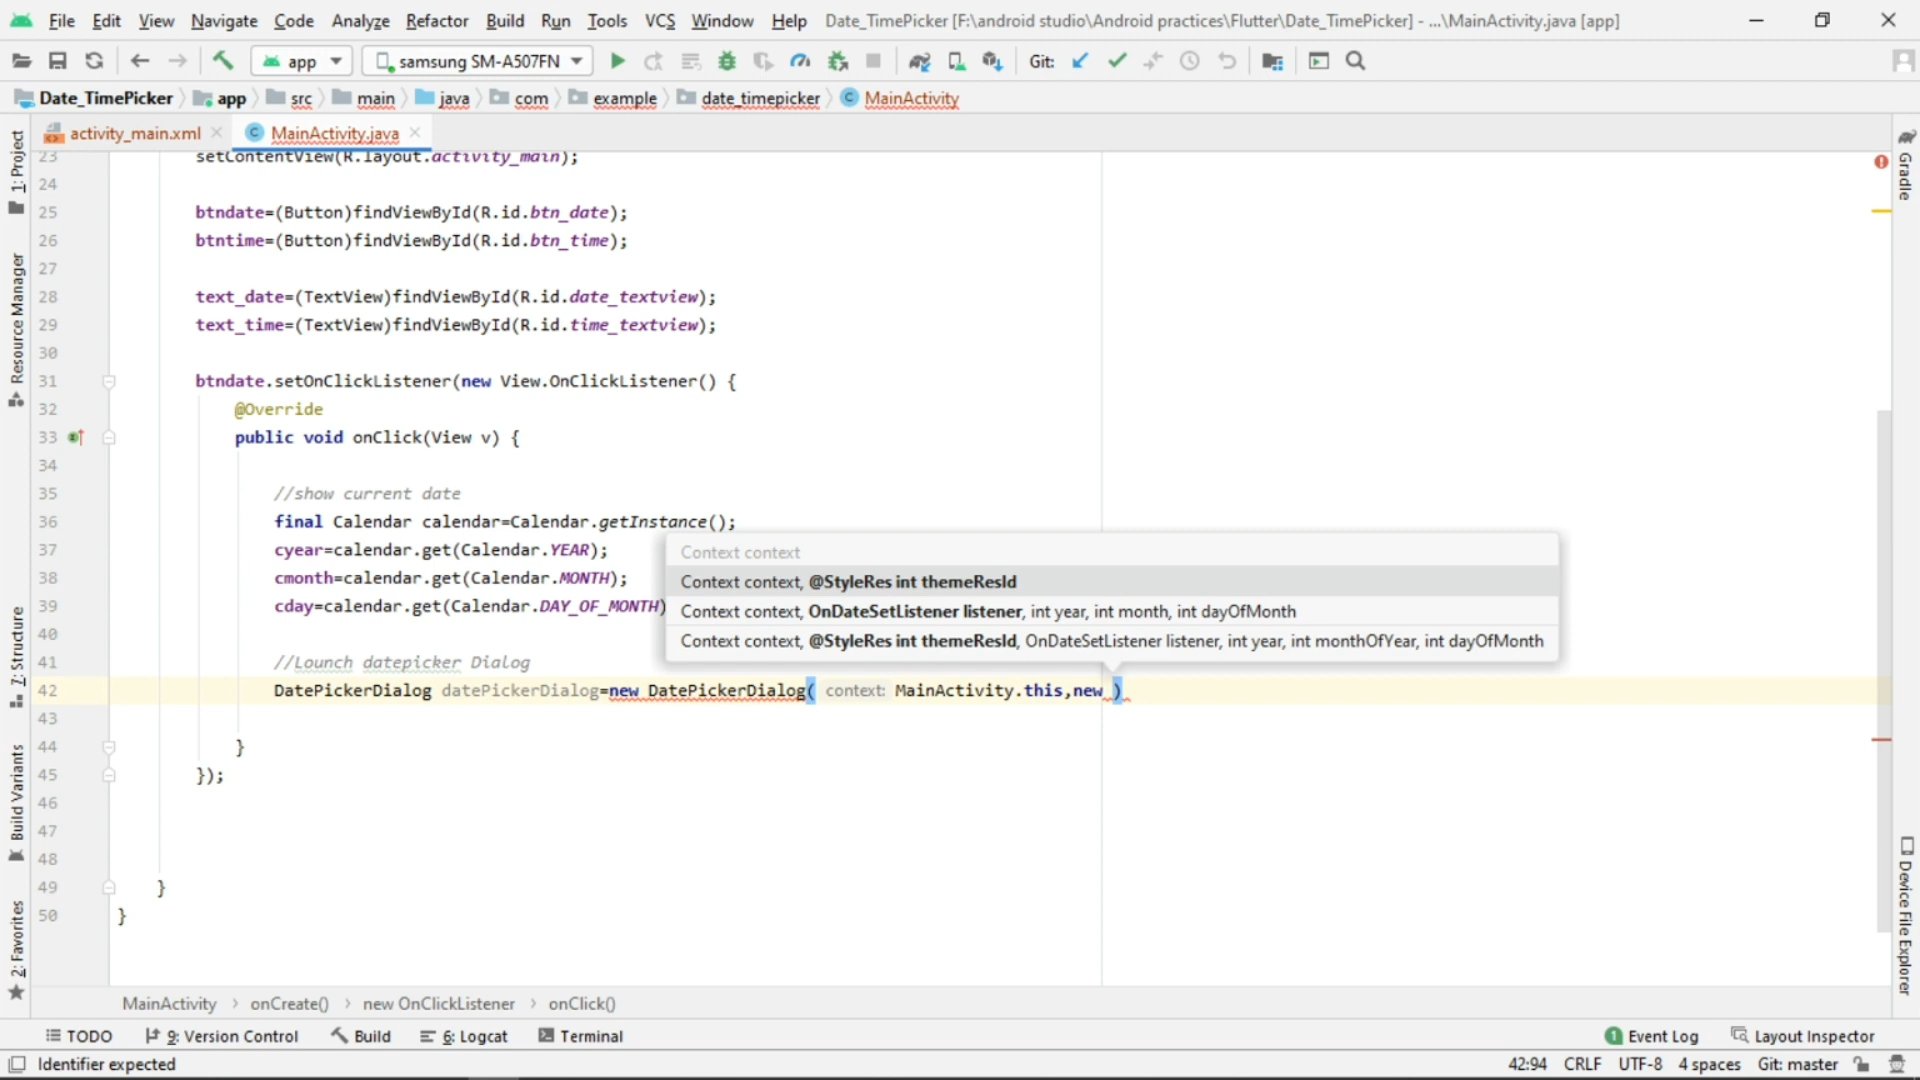 File Edit View Navigate Code Analyze Refactor Build Run Tools VCS Window Help Date_TimePicker [F:\android studio\Android practices\Flutter\Date_TimePicker] - ...\MainActivity.java [app]
app samsung SM-A507FN Git:
Date_TimePicker app src main java com example date_timepicker MainActivity
activity_main.xml MainActivity.java
1: Project
Resource Manager
7: Structure
Build Variants
2: Favorites
Gradle
Device File Explorer
23 setContentView(R.layout.activity_main);
24
25 btndate=(Button)findViewById(R.id.btn_date);
26 btntime=(Button)findViewById(R.id.btn_time);
27
28 text_date=(TextView)findViewById(R.id.date_textview);
29 text_time=(TextView)findViewById(R.id.time_textview);
30
31 btndate.setOnClickListener(new View.OnClickListener() {
32 @Override
33 public void onClick(View v) {
34
35 //show current date
36 final Calendar calendar=Calendar.getInstance();
37 cyear=calendar.get(Calendar.YEAR);
38 cmonth=calendar.get(Calendar.MONTH);
39 cday=calendar.get(Calendar.DAY_OF_MONTH)
Context context
Context context, @StyleRes int themeResId
Context context, OnDateSetListener listener, int year, int month, int dayOfMonth
Context context, @StyleRes int themeResId, OnDateSetListener listener, int year, int monthOfYear, int dayOfMonth
40
41 //Lounch datepicker Dialog
42 DatePickerDialog datePickerDialog=new DatePickerDialog( context: MainActivity.this,new )
43
44 }
45 });
46
47
48
49 }
50 }
MainActivity › onCreate() › new OnClickListener › onClick()
TODO 9: Version Control Build 6: Logcat Terminal 1 Event Log Layout Inspector
Identifier expected 42:94 CRLF UTF-8 4 spaces Git: master